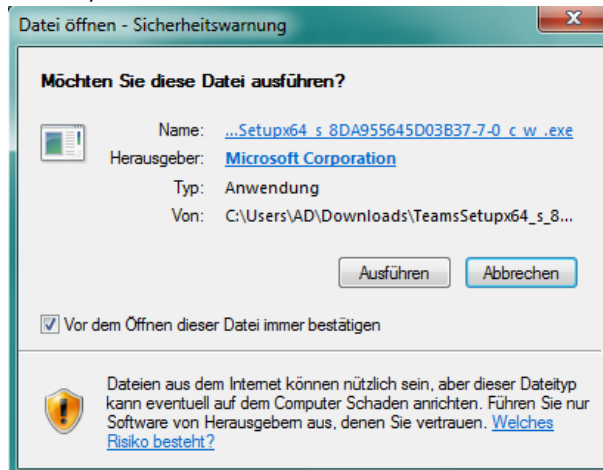 Datei öffnen - Sicherheitswarnung
Möchten Sie diese Datei ausführen?
Name: ...Setupx64_s_8DA955645D03B37-7-0_c_w_.exe
Herausgeber: Microsoft Corporation
Typ: Anwendung
Von: C:\Users\AD\Downloads\TeamsSetupx64_s_8...
Ausführen Abbrechen
Vor dem Öffnen dieser Datei immer bestätigen
Dateien aus dem Internet können nützlich sein, aber dieser Dateityp
kann eventuell auf dem Computer Schaden anrichten. Führen Sie nur
Software von Herausgebern aus, denen Sie vertrauen. Welches
Risiko besteht?